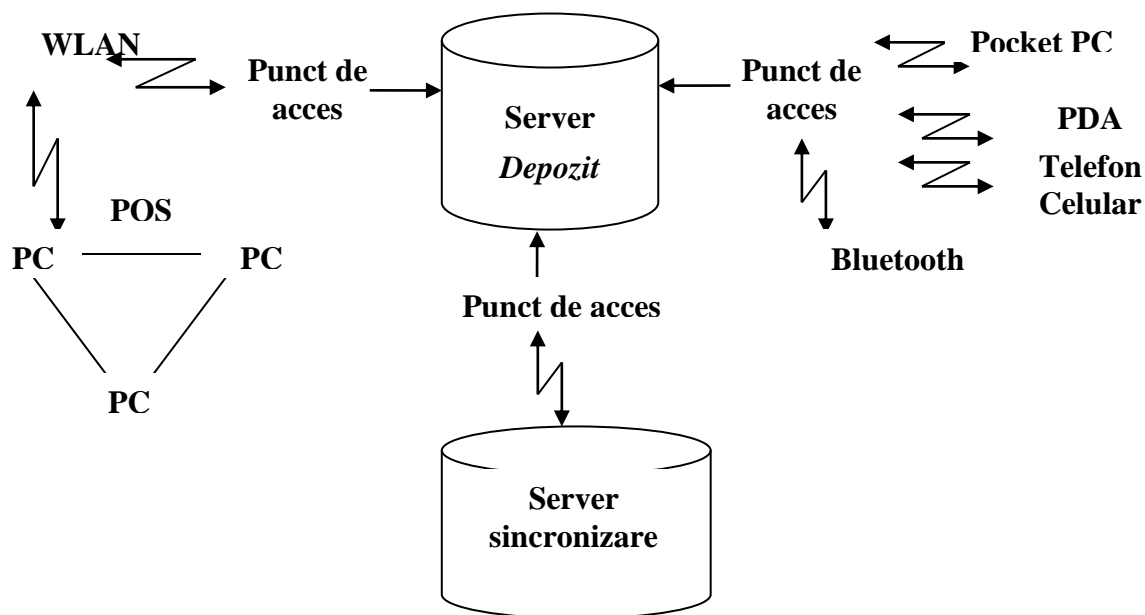 WLAN
Punct de
acces
Server
Depozit
Punct de
acces
Pocket PC
PDA
Telefon
Celular
POS
PC
PC
PC
Bluetooth
Punct de acces
Server
sincronizare